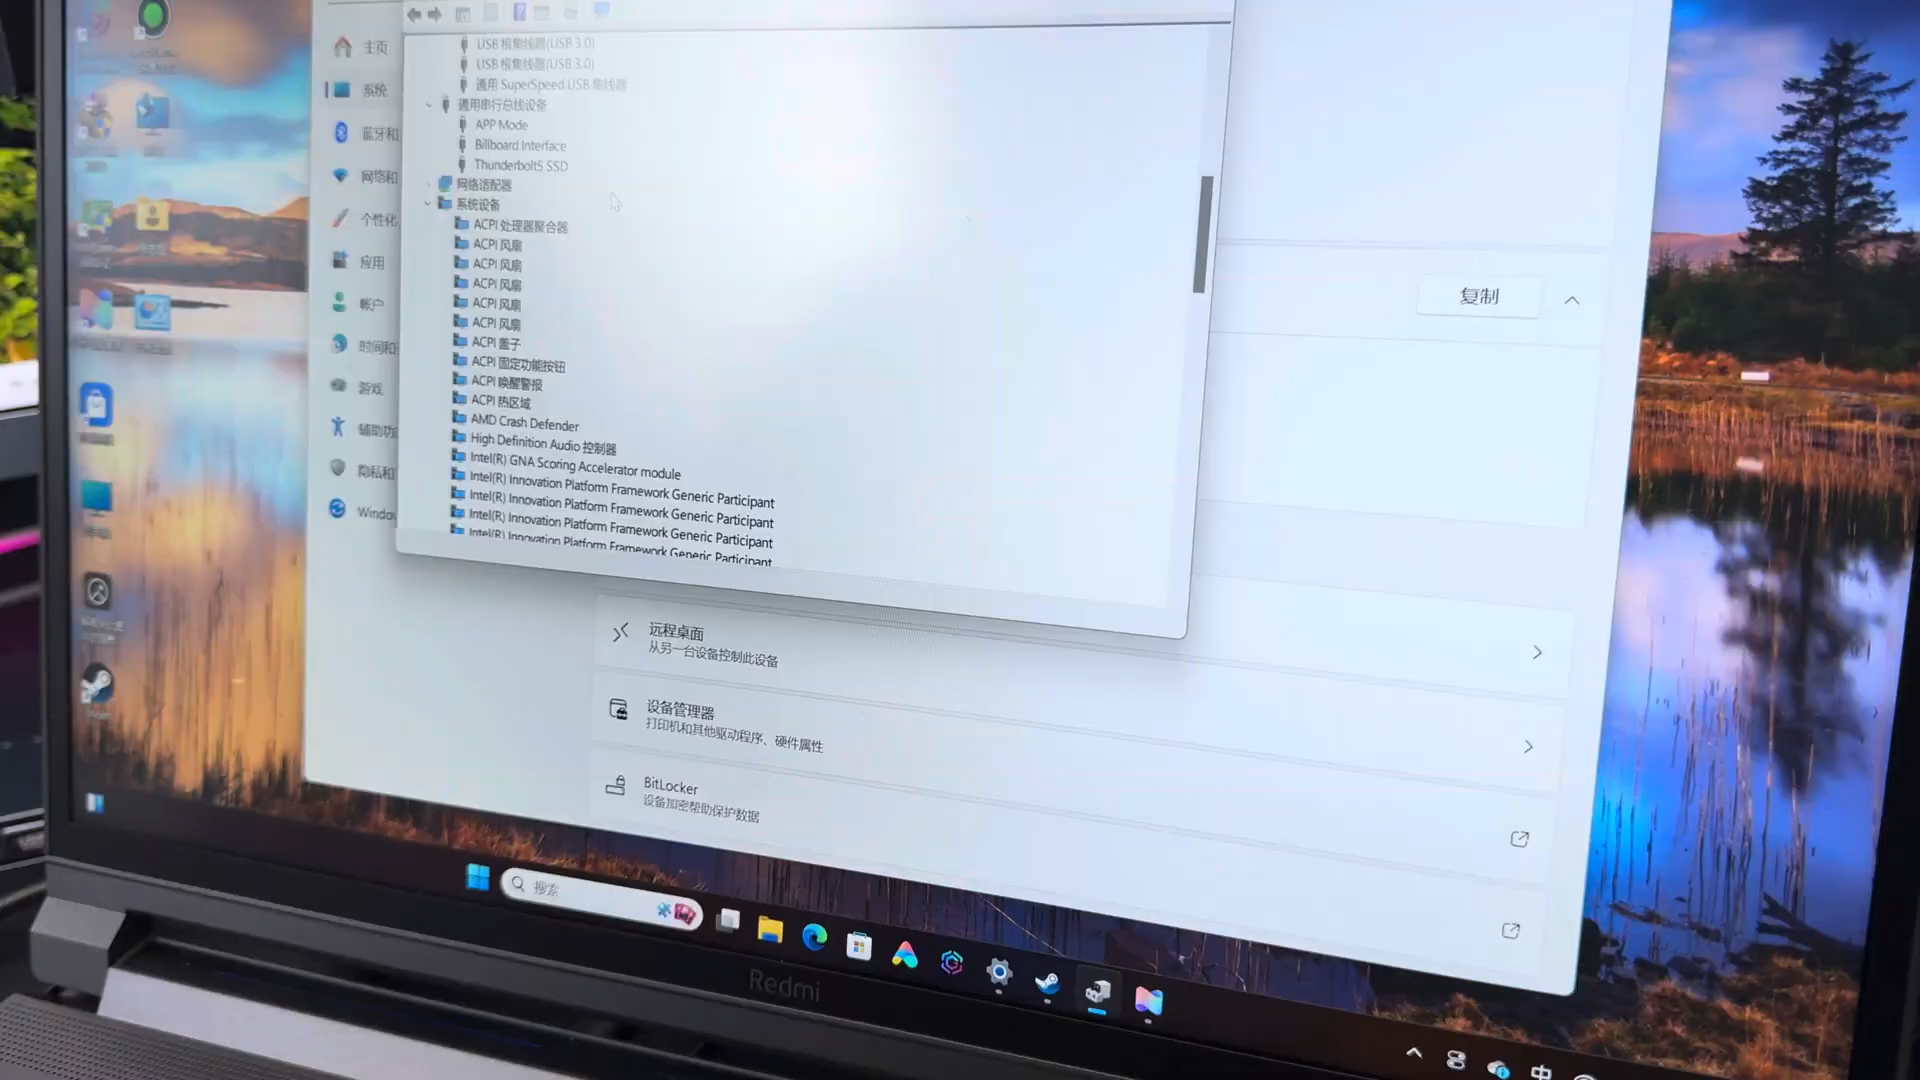 USB 根集线器(USB 3.0)
USB 根集线器(USB 3.0)
通用 SuperSpeed USB 集线器
通用串行总线设备
APP Mode
Billboard Interface
Thunderbolt5 SSD
网络适配器
系统设备
ACPI 处理器聚合器
ACPI 风扇
ACPI 风扇
ACPI 风扇
ACPI 风扇
ACPI 风扇
ACPI 盖子
ACPI 固定功能按钮
ACPI 唤醒警报
ACPI 热区域
AMD Crash Defender
High Definition Audio 控制器
Intel(R) GNA Scoring Accelerator module
Intel(R) Innovation Platform Framework Generic Participant
Intel(R) Innovation Platform Framework Generic Participant
Intel(R) Innovation Platform Framework Generic Participant
Intel(R) Innovation Platform Framework Generic Participant
主页
系统
蓝牙和
网络和
个性化
应用
帐户
时间和
游戏
辅助功
隐私和
Window
复制
远程桌面
从另一台设备控制此设备
设备管理器
打印机和其他驱动程序、硬件属性
BitLocker
设备加密帮助保护数据
搜索
中
Redmi